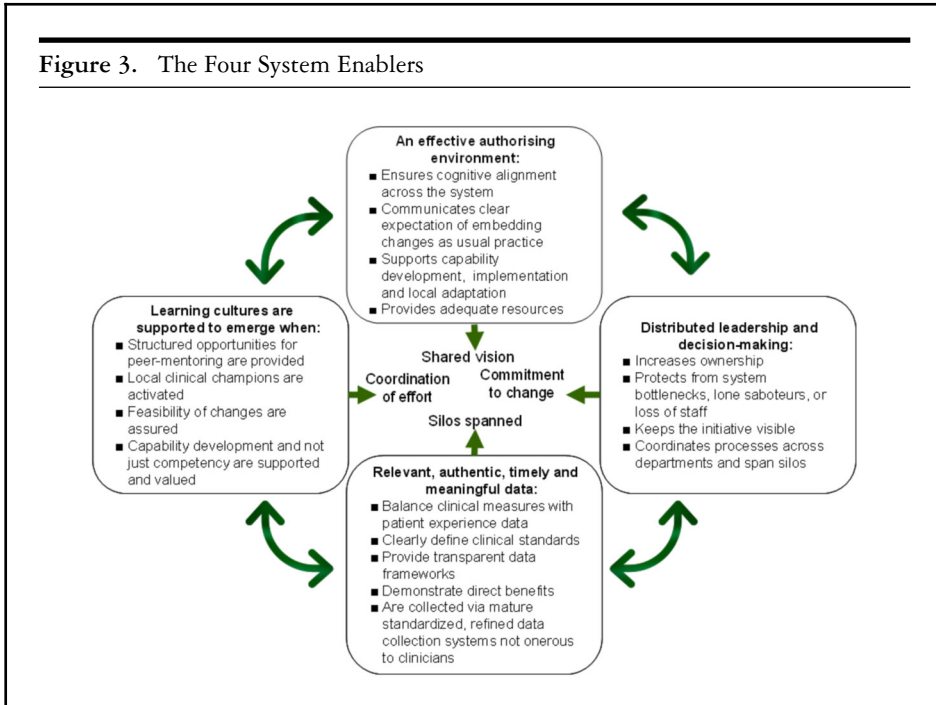 Figure 3. The Four System Enablers
An effective authorising
environment:
■ Ensures cognitive alignment
across the system
■ Communicates clear
expectation of embedding
changes as usual practice
■ Supports capability
development, implementation
and local adaptation
■ Provides adequate resources
Learning cultures are
supported to emerge when:
■ Structured opportunities for
peer-mentoring are provided
■ Local clinical champions are
activated
■ Feasibility of changes are
assured
■ Capability development and not
just competency are supported
and valued
Shared vision
Coordination
of effort
Commitment
to change
Silos spanned
Distributed leadership and
decision-making:
■ Increases ownership
■ Protects from system
bottlenecks, lone saboteurs, or
loss of staff
■ Keeps the initiative visible
■ Coordinates processes across
departments and span silos
Relevant, authentic, timely and
meaningful data:
■ Balance clinical measures with
patient experience data
■ Clearly define clinical standards
■ Provide transparent data
frameworks
■ Demonstrate direct benefits
■ Are collected via mature
standardized, refined data
collection systems not onerous
to clinicians